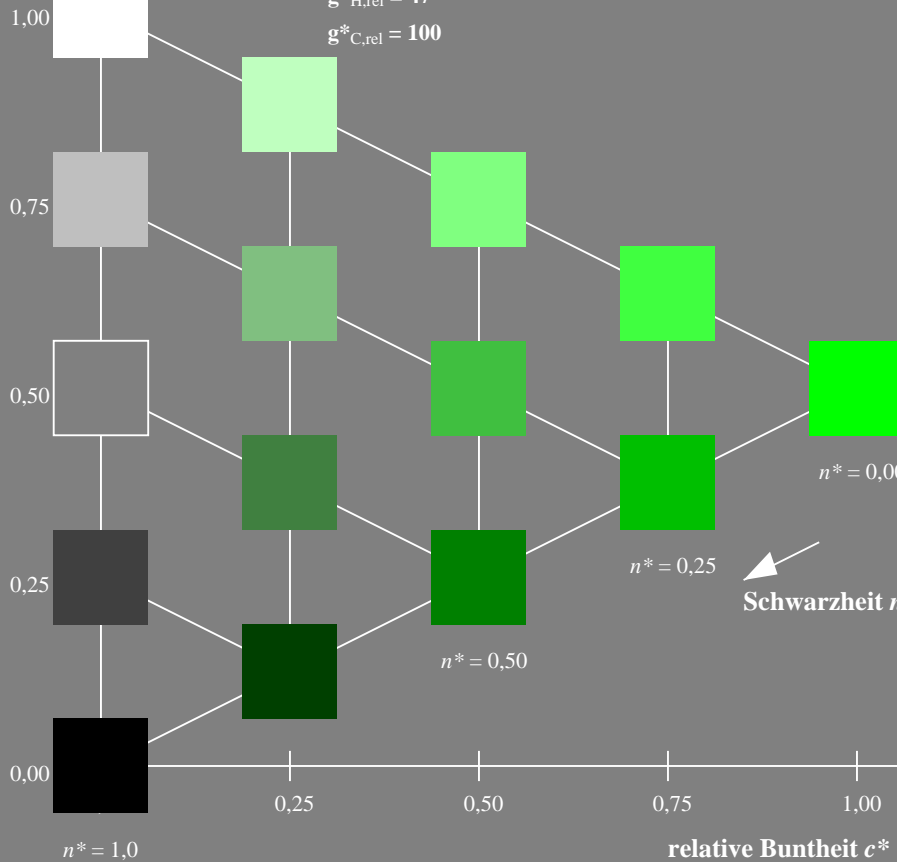 1,00
g*C,rel = 100
0,75
0,50
n* = 0,00
n* = 0,25
0,25
Schwarzheit
n* = 0,50
0,00
0,25
0,50
0,75
1,00
n* = 1,0
relative Buntheit c*